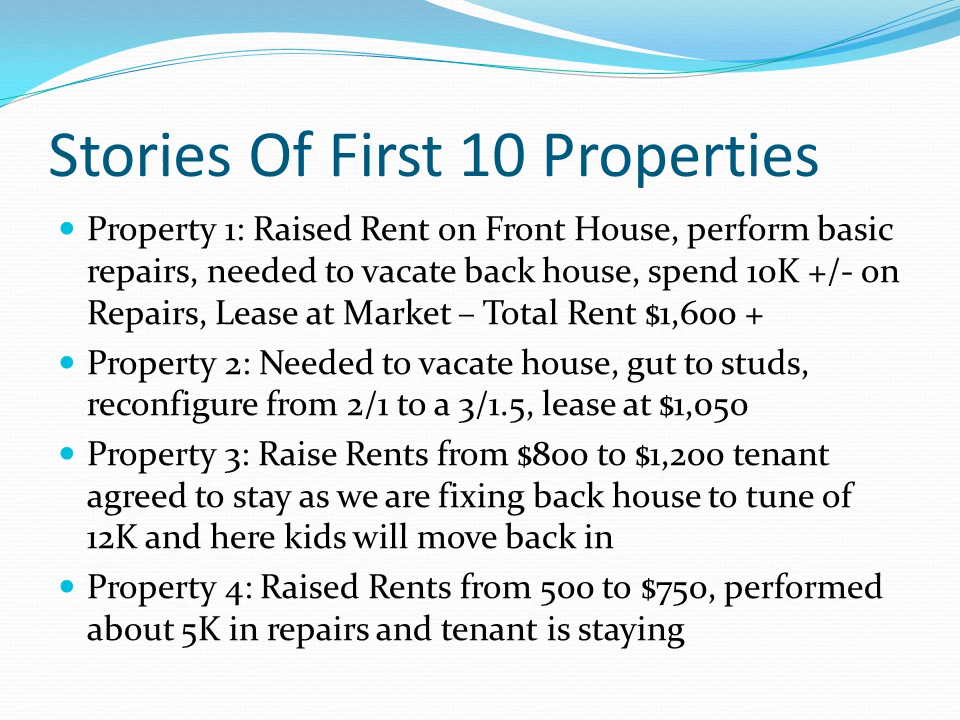 Stories Of First 10 Properties
Property 1: Raised Rent on Front House, perform basic
repairs, needed to vacate back house, spend 10K +/- on
Repairs, Lease at Market – Total Rent $1,600 +
Property 2: Needed to vacate house, gut to studs,
reconfigure from 2/1 to a 3/1.5, lease at $1,050
Property 3: Raise Rents from $800 to $1,200 tenant
agreed to stay as we are fixing back house to tune of
12K and here kids will move back in
Property 4: Raised Rents from 500 to $750, performed
about 5K in repairs and tenant is staying